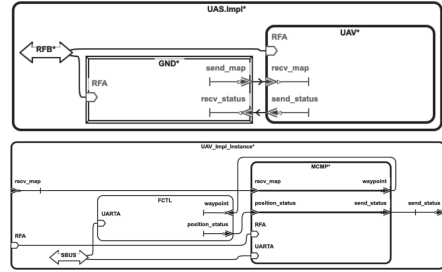 UAS.Impl*
UAV*
RFB*
RFA
GND*
send_map
recv_map
RFA
recv_status
send_status
UAV_Impl_Instance*
MCMP*
recv_map
recv_map
waypoint
FCTL
waypoint
position_status
send_status
send_status
UARTA
position_status
RFA
RFA
UARTA
SBUS